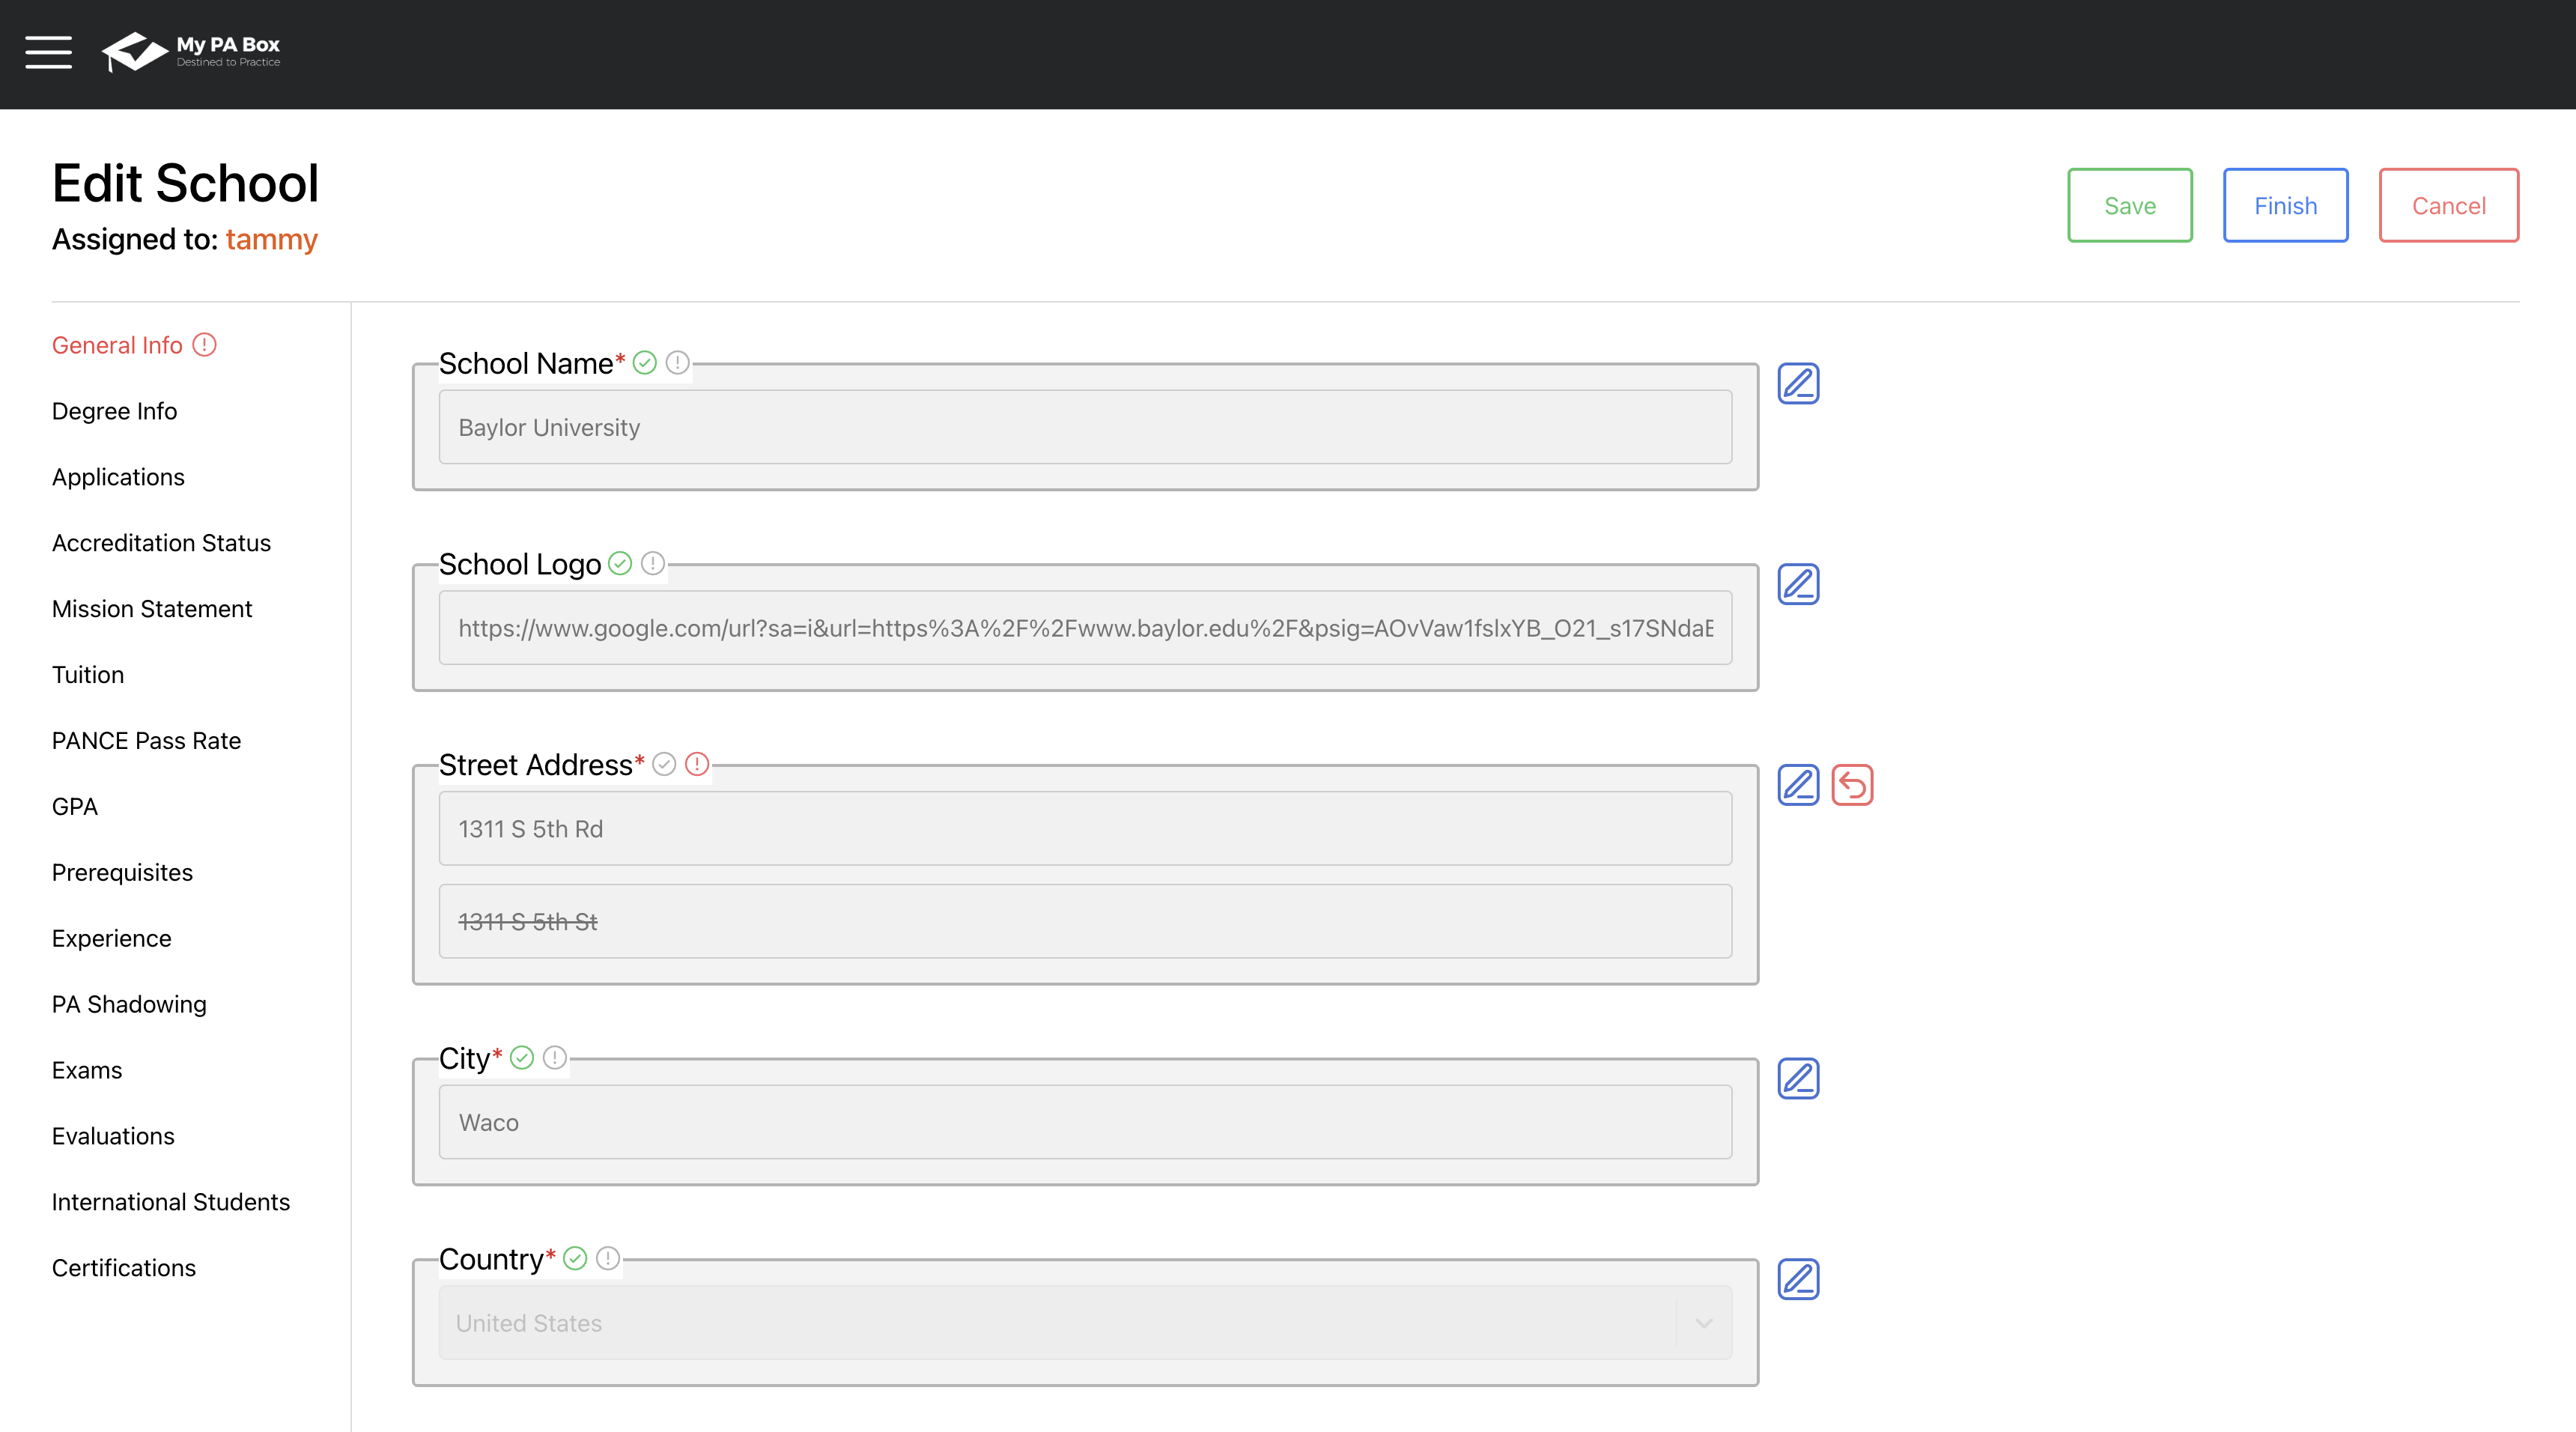 My PA Box
Destined to Practice
Edit School
Assigned to: tammy
Save
Finish
Cancel
General Info
Degree Info
Applications
Accreditation Status
Mission Statement
Tuition
PANCE Pass Rate
GPA
Prerequisites
Experience
PA Shadowing
Exams
Evaluations
International Students
Certifications
School Name*
Baylor University
School Logo
https://www.google.com/url?sa=i&url=https%3A%2F%2Fwww.baylor.edu%2F&psig=AOvVaw1fslxYB_O21_s17SNdaE
Street Address*
1311 S 5th Rd
1311 S 5th St
City*
Waco
Country*
United States